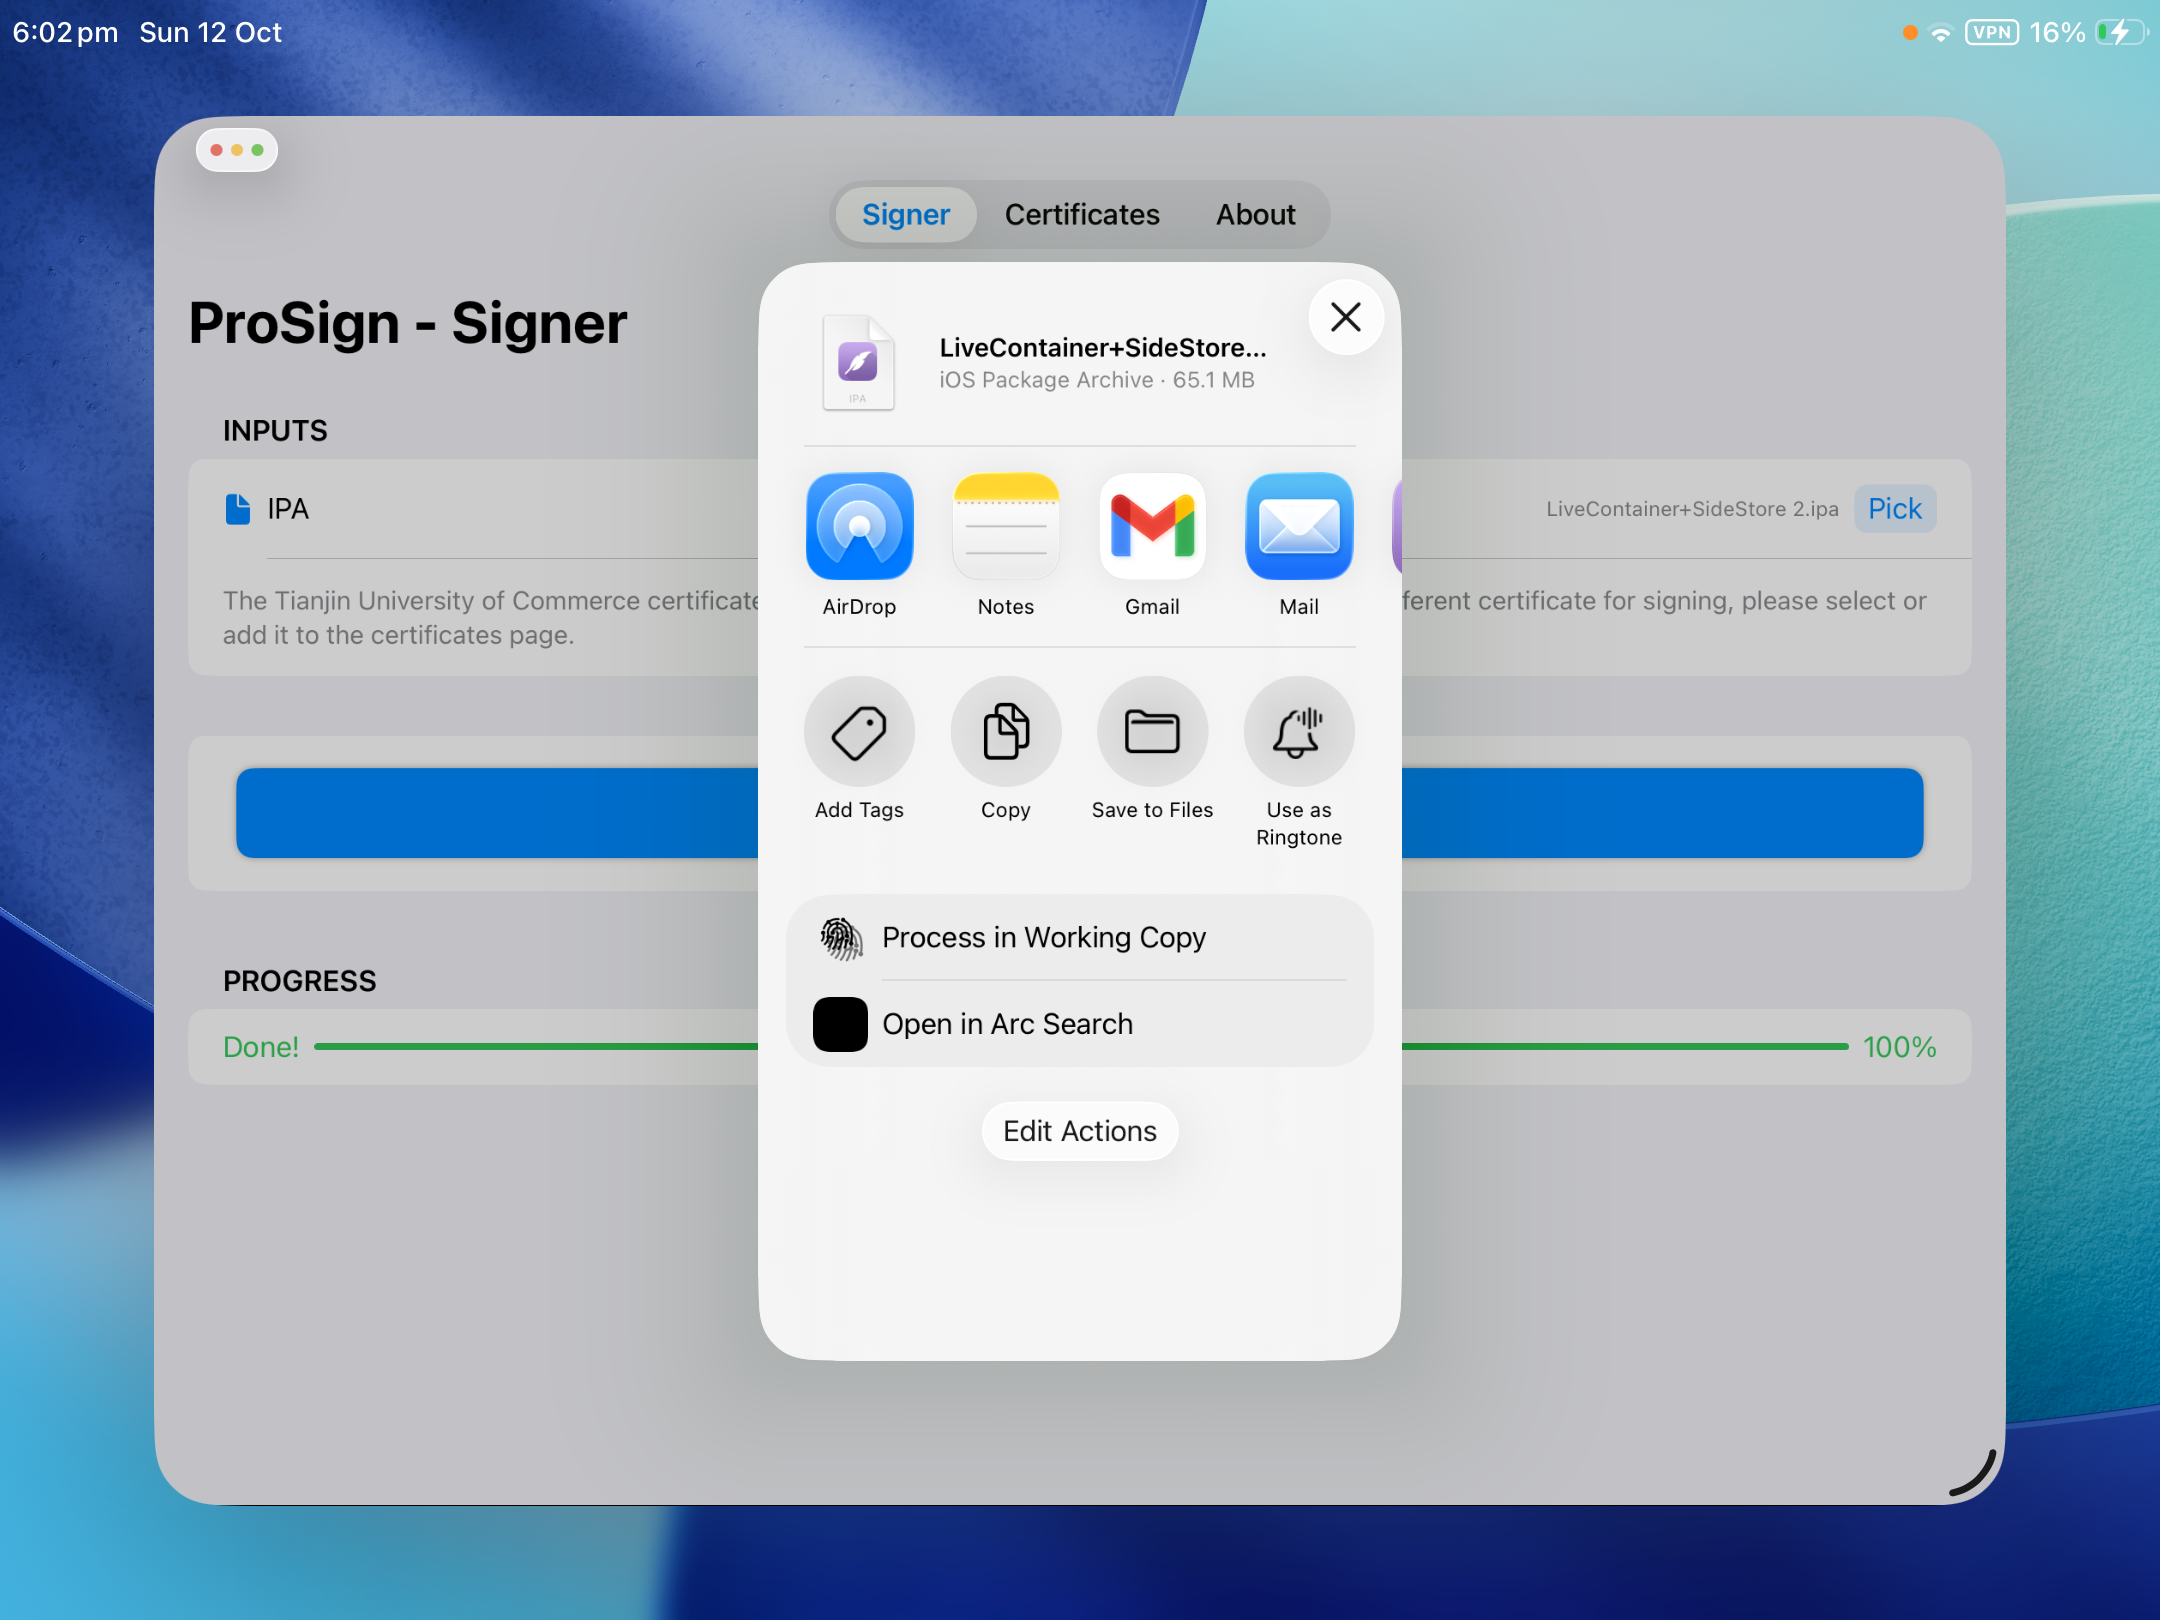 6:02 pm Sun 12 Oct
VPN 16%
Signer Certificates About
ProSign - Signer
INPUTS
IPA
LiveContainer+SideStore 2.ipa Pick
The Tianjin University of Commerce certificate
ferent certificate for signing, please select or
add it to the certificates page.
PROGRESS
Done! 100%
LiveContainer+SideStore...
iOS Package Archive · 65.1 MB
IPA
AirDrop Notes Gmail Mail
Add Tags Copy Save to Files Use as
Ringtone
Process in Working Copy
Open in Arc Search
Edit Actions